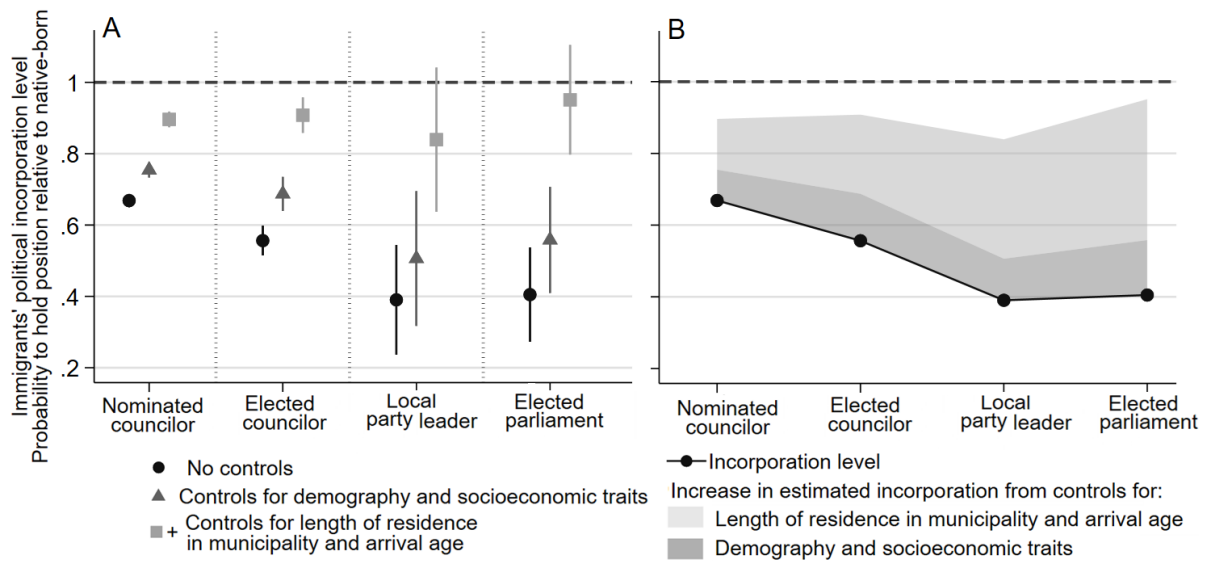 A
B
Immigrants' political incorporation level
Probability to hold position relative to native-born
1
.8
.6
.4
.2
Nominated
councilor
Elected
councilor
Local
party leader
Elected
parliament
No controls
Controls for demography and socioeconomic traits
+ Controls for length of residence
in municipality and arrival age
Nominated
councilor
Elected
councilor
Local
party leader
Elected
parliament
Incorporation level
Increase in estimated incorporation from controls for:
Length of residence in municipality and arrival age
Demography and socioeconomic traits